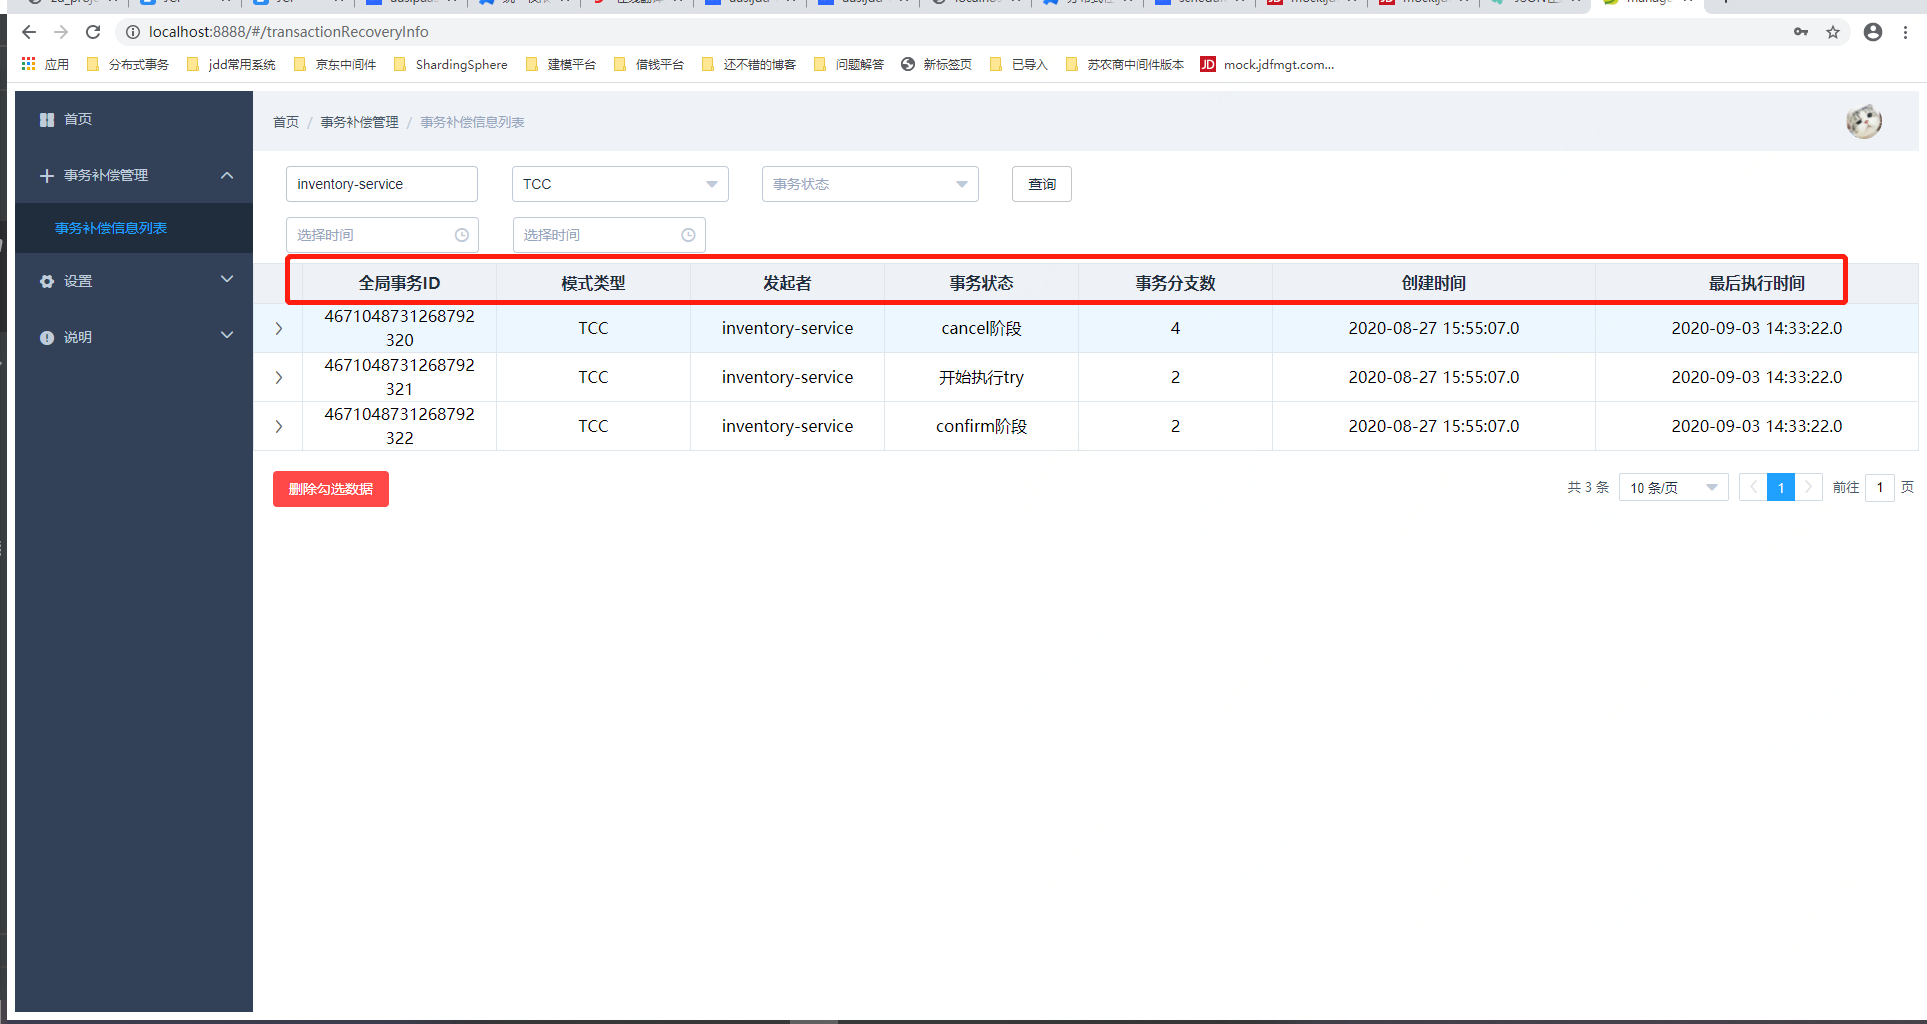 localhost:8888/#/transactionRecoveryInfo
应用 分布式事务 jdd常用系统 京东中间件 ShardingSphere 建模平台 借钱平台 还不错的博客 问题解答 新标签页 已导入 苏农商中间件版本 JD mock.jdfmgt.com...
首页
事务补偿管理
事务补偿信息列表
设置
说明
首页 / 事务补偿管理 / 事务补偿信息列表
inventory-service TCC 事务状态 查询
选择时间 选择时间
全局事务ID 模式类型 发起者 事务状态 事务分支数 创建时间 最后执行时间
4671048731268792320 TCC inventory-service cancel阶段 4 2020-08-27 15:55:07.0 2020-09-03 14:33:22.0
4671048731268792321 TCC inventory-service 开始执行try 2 2020-08-27 15:55:07.0 2020-09-03 14:33:22.0
4671048731268792322 TCC inventory-service confirm阶段 2 2020-08-27 15:55:07.0 2020-09-03 14:33:22.0
删除勾选数据 共 3 条 10 条/页 1 前往 1 页